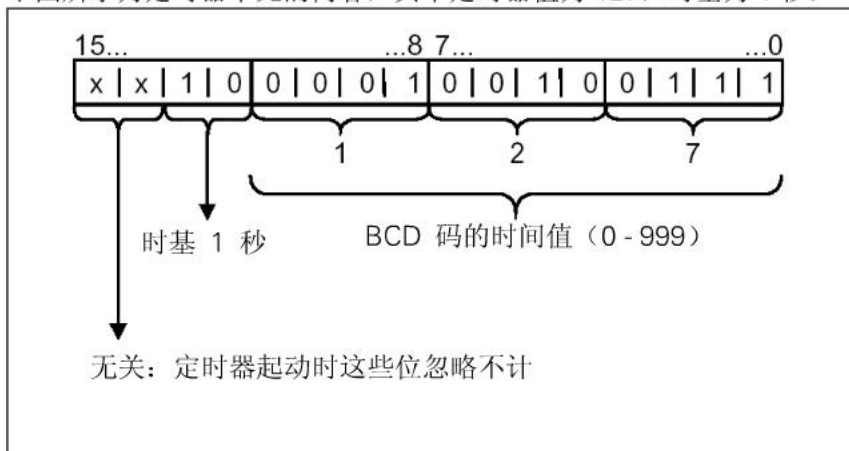 15... ...8 7... ...0
x | x | 1 | 0 0 | 0 | 0 | 1 0 | 0 | 1 | 0 0 | 1 | 1 | 1
1 2 7
时基 1 秒 BCD 码的时间值（0 - 999）
无关：定时器起动时这些位忽略不计